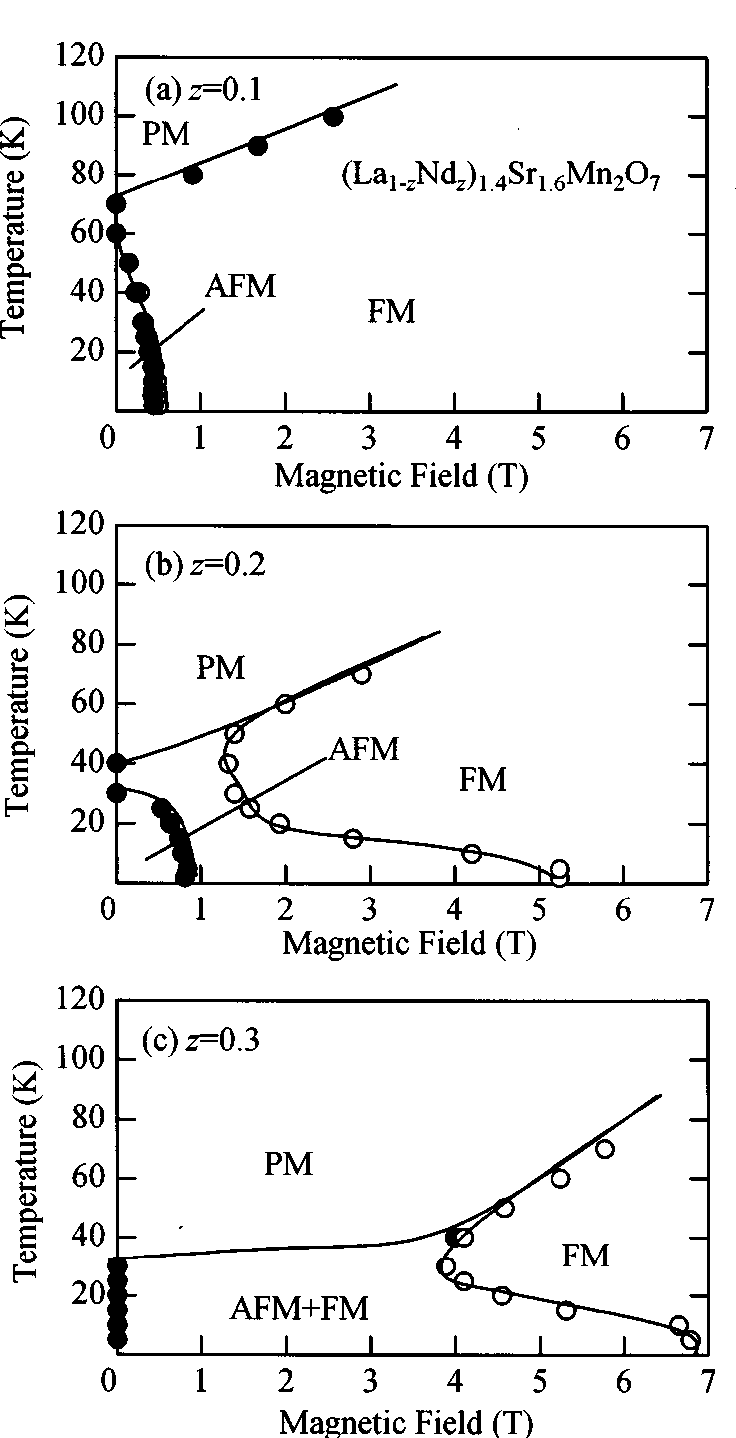 120
(a) z=0.1
100
PM
80
(La1-zNdz)1.4Sr1.6Mn2O7
60
40
AFM
FM
20
Temperature (K)
0 1 2 3 4 5 6 7
Magnetic Field (T)
120
(b) z=0.2
100
80
PM
60
AFM
40
FM
20
Temperature (K)
0 1 2 3 4 5 6 7
Magnetic Field (T)
120
(c) z=0.3
100
80
PM
60
40
FM
20
AFM+FM
Temperature (K)
0 1 2 3 4 5 6 7
Magnetic Field (T)